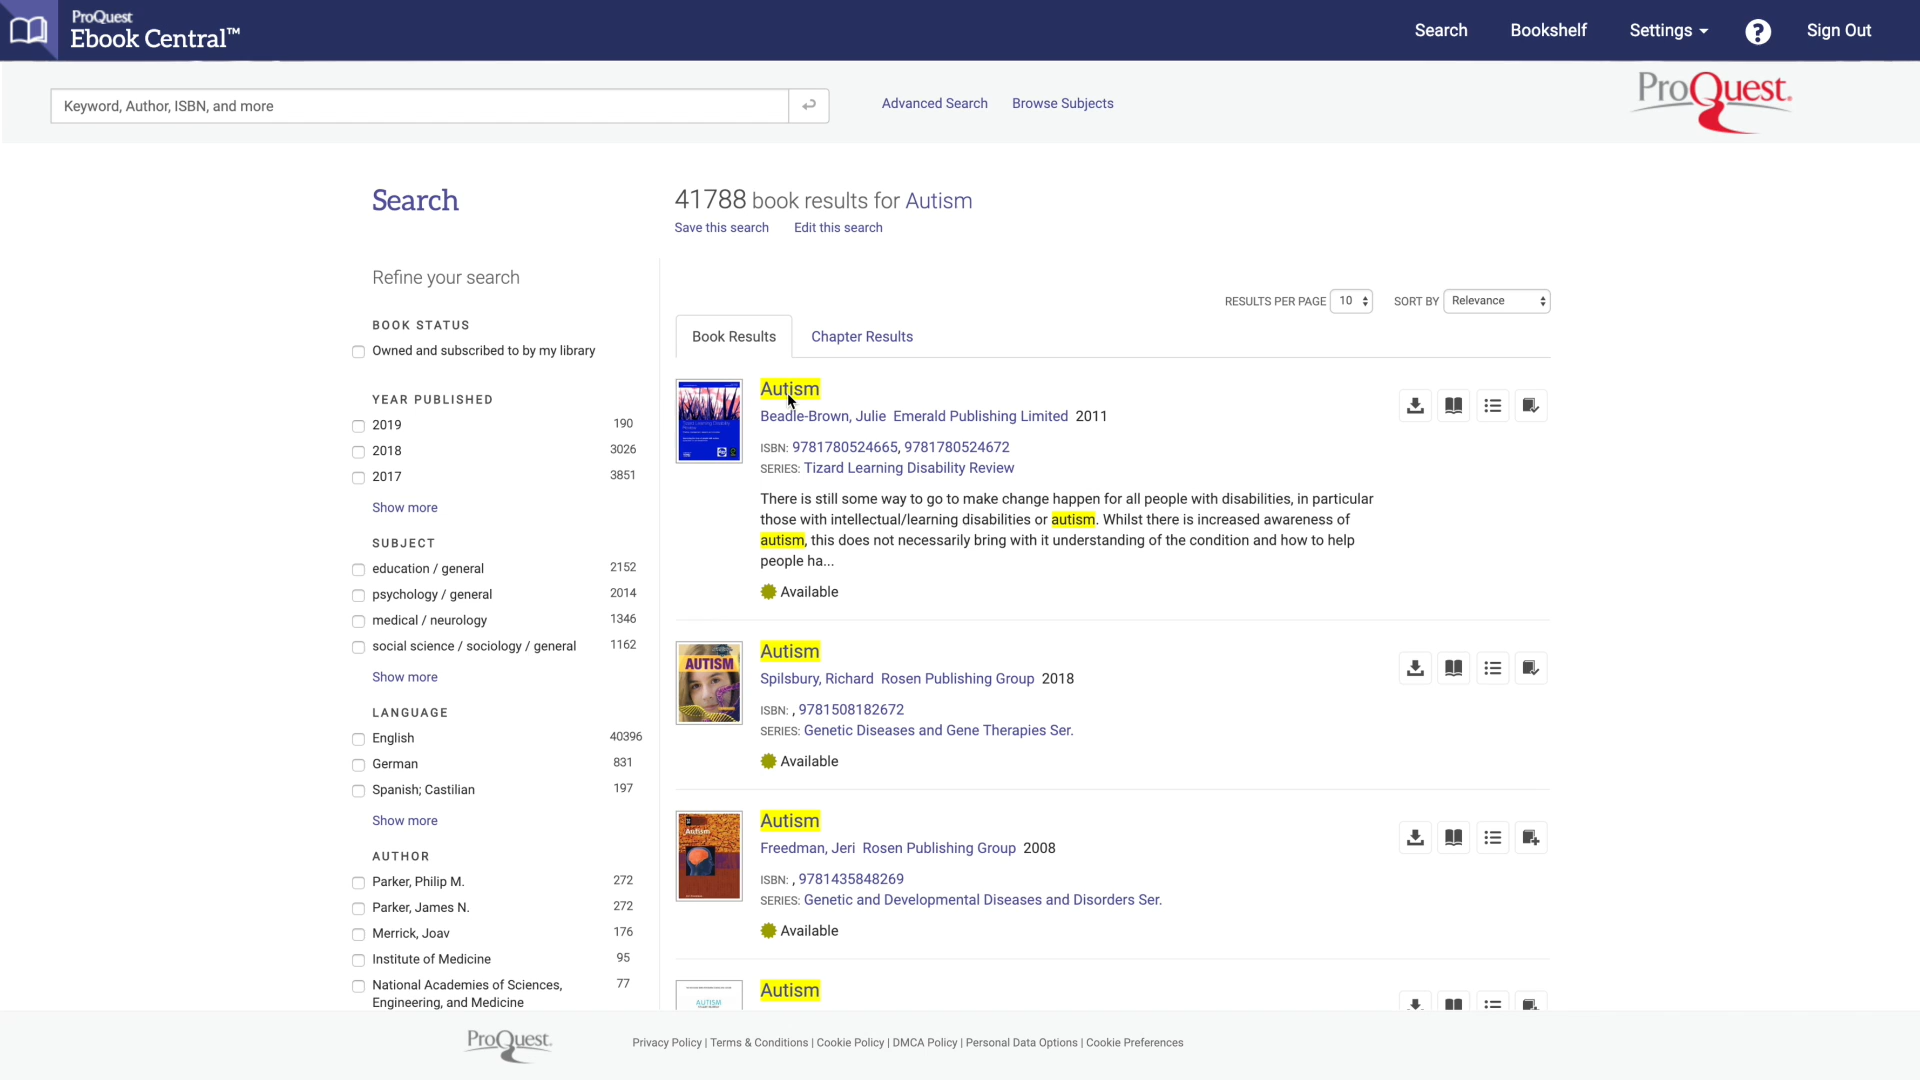 ProQuest
Ebook Central™
Search
Bookshelf
Settings
?
Sign Out
Keyword, Author, ISBN, and more
Advanced Search
Browse Subjects
ProQuest
Search
41788 book results for Autism
Save this search
Edit this search
Refine your search
RESULTS PER PAGE 10
SORT BY Relevance
BOOK STATUS
Owned and subscribed to by my library
YEAR PUBLISHED
2019 190
2018 3026
2017 3851
Show more
SUBJECT
education / general 2152
psychology / general 2014
medical / neurology 1346
social science / sociology / general 1162
Show more
LANGUAGE
English 40396
German 831
Spanish; Castilian 197
Show more
AUTHOR
Parker, Philip M. 272
Parker, James N. 272
Merrick, Joav 176
Institute of Medicine 95
National Academies of Sciences, 77
Engineering, and Medicine
Book Results
Chapter Results
Autism
Beadle-Brown, Julie Emerald Publishing Limited 2011
ISBN: 9781780524665, 9781780524672
SERIES: Tizard Learning Disability Review
There is still some way to go to make change happen for all people with disabilities, in particular
those with intellectual/learning disabilities or autism. Whilst there is increased awareness of
autism, this does not necessarily bring with it understanding of the condition and how to help
people ha...
Available
AUTISM
Autism
Spilsbury, Richard Rosen Publishing Group 2018
ISBN: , 9781508182672
SERIES: Genetic Diseases and Gene Therapies Ser.
Available
Autism
Autism
Freedman, Jeri Rosen Publishing Group 2008
ISBN: , 9781435848269
SERIES: Genetic and Developmental Diseases and Disorders Ser.
Available
AUTISM
Autism
ProQuest
Privacy Policy | Terms & Conditions | Cookie Policy | DMCA Policy | Personal Data Options | Cookie Preferences